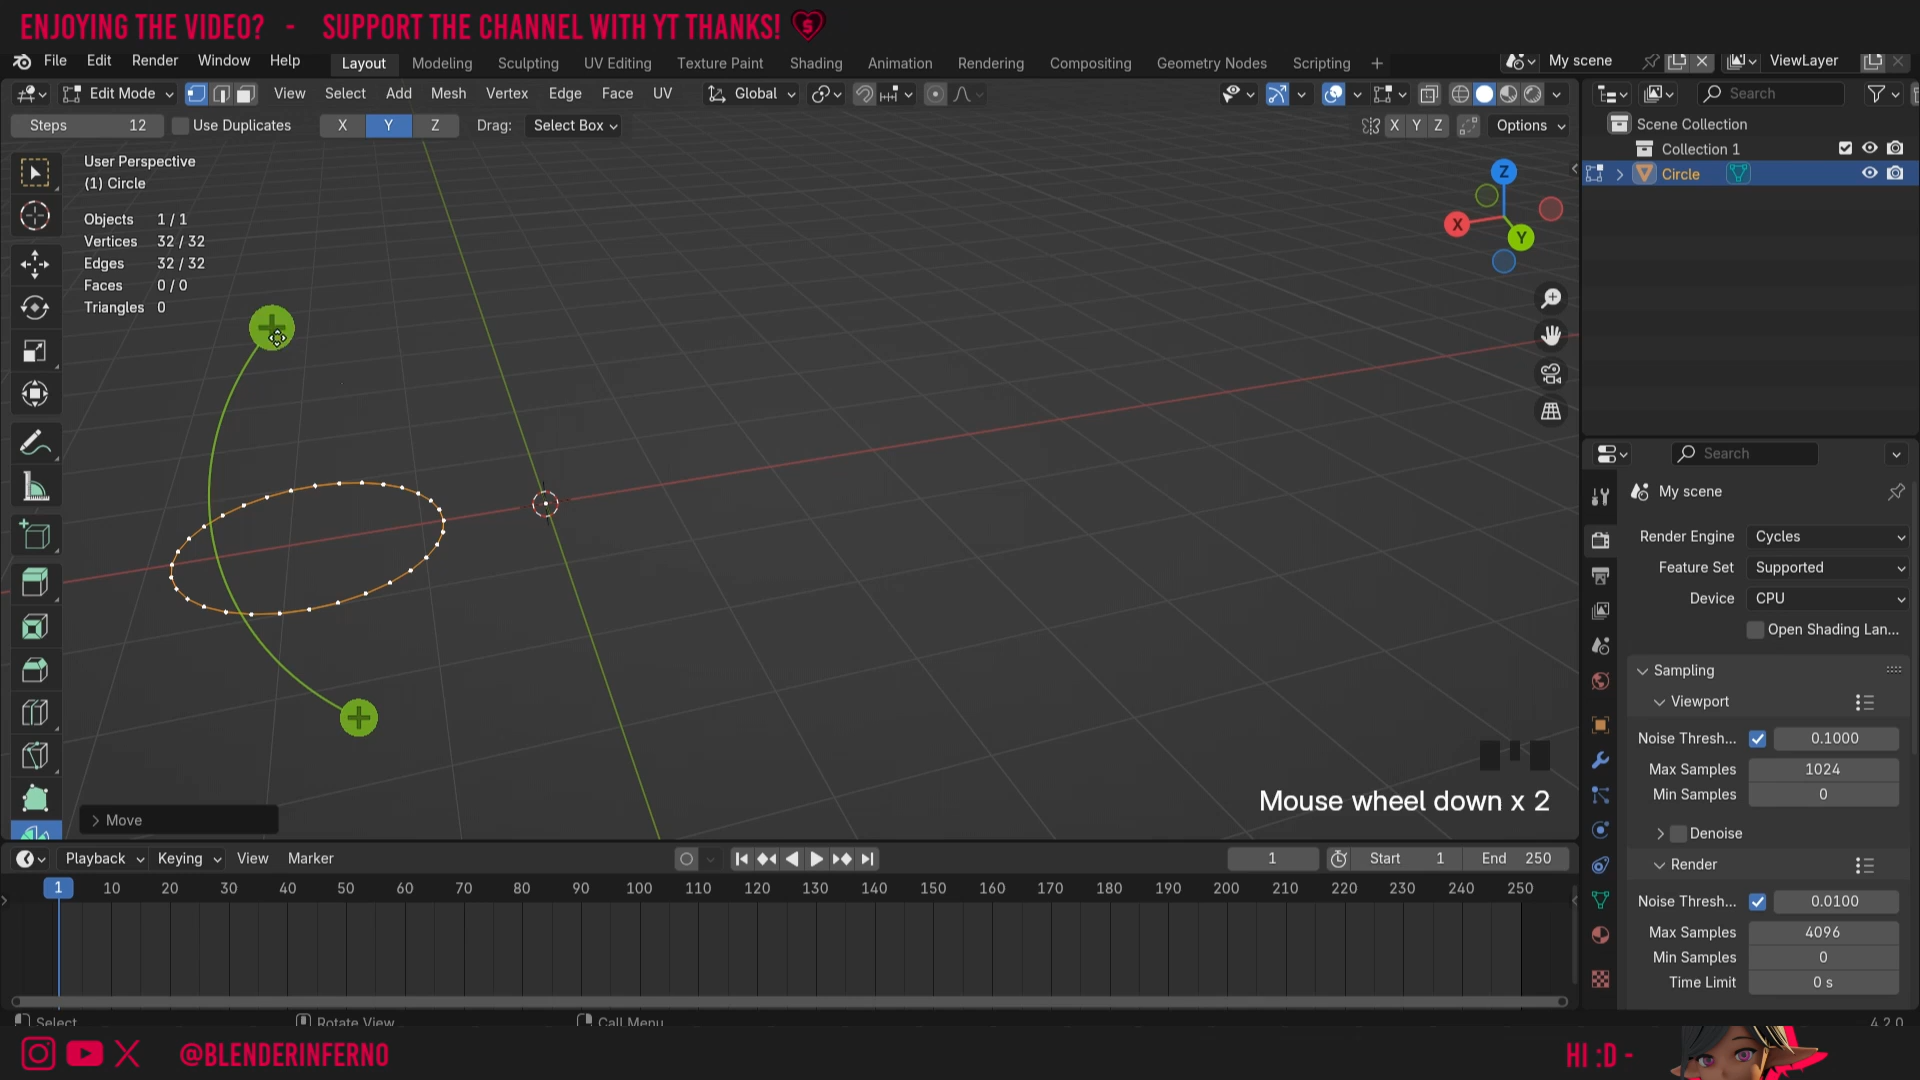 ENJOYING THE VIDEO? - SUPPORT THE CHANNEL WITH YT THANKS!
File Edit Render Window Help Layout Modeling Sculpting UV Editing Texture Paint Shading Animation Rendering Compositing Geometry Nodes Scripting + My scene ViewLayer
Edit Mode View Select Add Mesh Vertex Edge Face UV Global Search
Steps 12 Use Duplicates X Y Z Drag: Select Box X Y Z Options Scene Collection
Collection 1
Circle
User Perspective
(1) Circle
Objects 1 / 1
Vertices 32 / 32
Edges 32 / 32
Faces 0 / 0
Triangles 0
Z
X
Y
Search
My scene
Render Engine Cycles
Feature Set Supported
Device CPU
Open Shading Lan...
Sampling
Viewport
Noise Thresh... 0.1000
Max Samples 1024
Min Samples 0
Denoise
Render
Noise Thresh... 0.0100
Max Samples 4096
Min Samples 0
Time Limit 0 s
Mouse wheel down x 2
Move
Playback Keying View Marker 1 Start 1 End 250
1 10 20 30 40 50 60 70 80 90 100 110 120 130 140 150 160 170 180 190 200 210 220 230 240 250
Select Rotate View Call Menu 4.2.0
@BLENDERINFERNO HI :D -